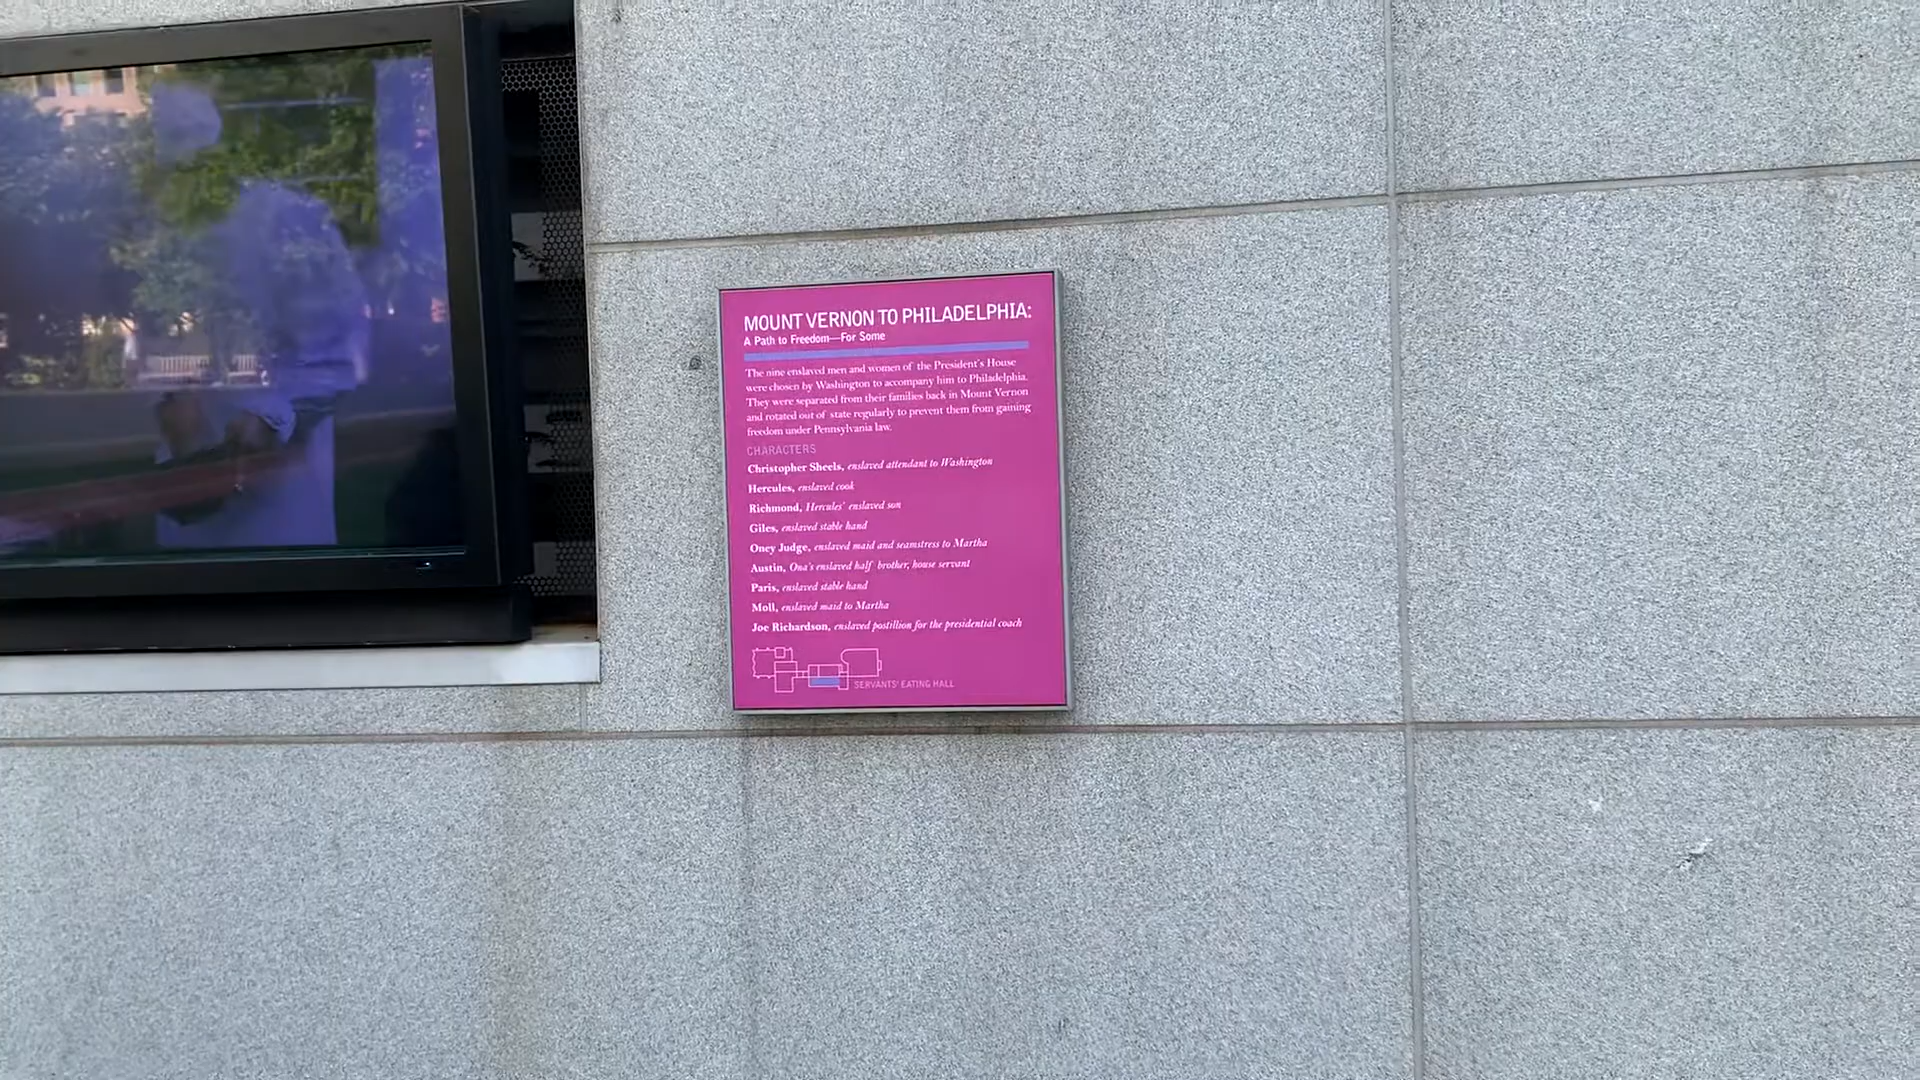 MOUNT VERNON TO PHILADELPHIA:
A Path to Freedom—For Some
The nine enslaved men and women of the President's House
were chosen by Washington to accompany him to Philadelphia.
They were separated from their families back in Mount Vernon
and rotated out of state regularly to prevent them from gaining
freedom under Pennsylvania law.
CHARACTERS
Christopher Sheels, enslaved attendant to Washington
Hercules, enslaved cook
Richmond, Hercules' enslaved son
Giles, enslaved stable hand
Oney Judge, enslaved maid and seamstress to Martha
Austin, Ona's enslaved half brother, house servant
Paris, enslaved stable hand
Moll, enslaved maid to Martha
Joe Richardson, enslaved postillion for the presidential coach
SERVANTS' EATING HALL